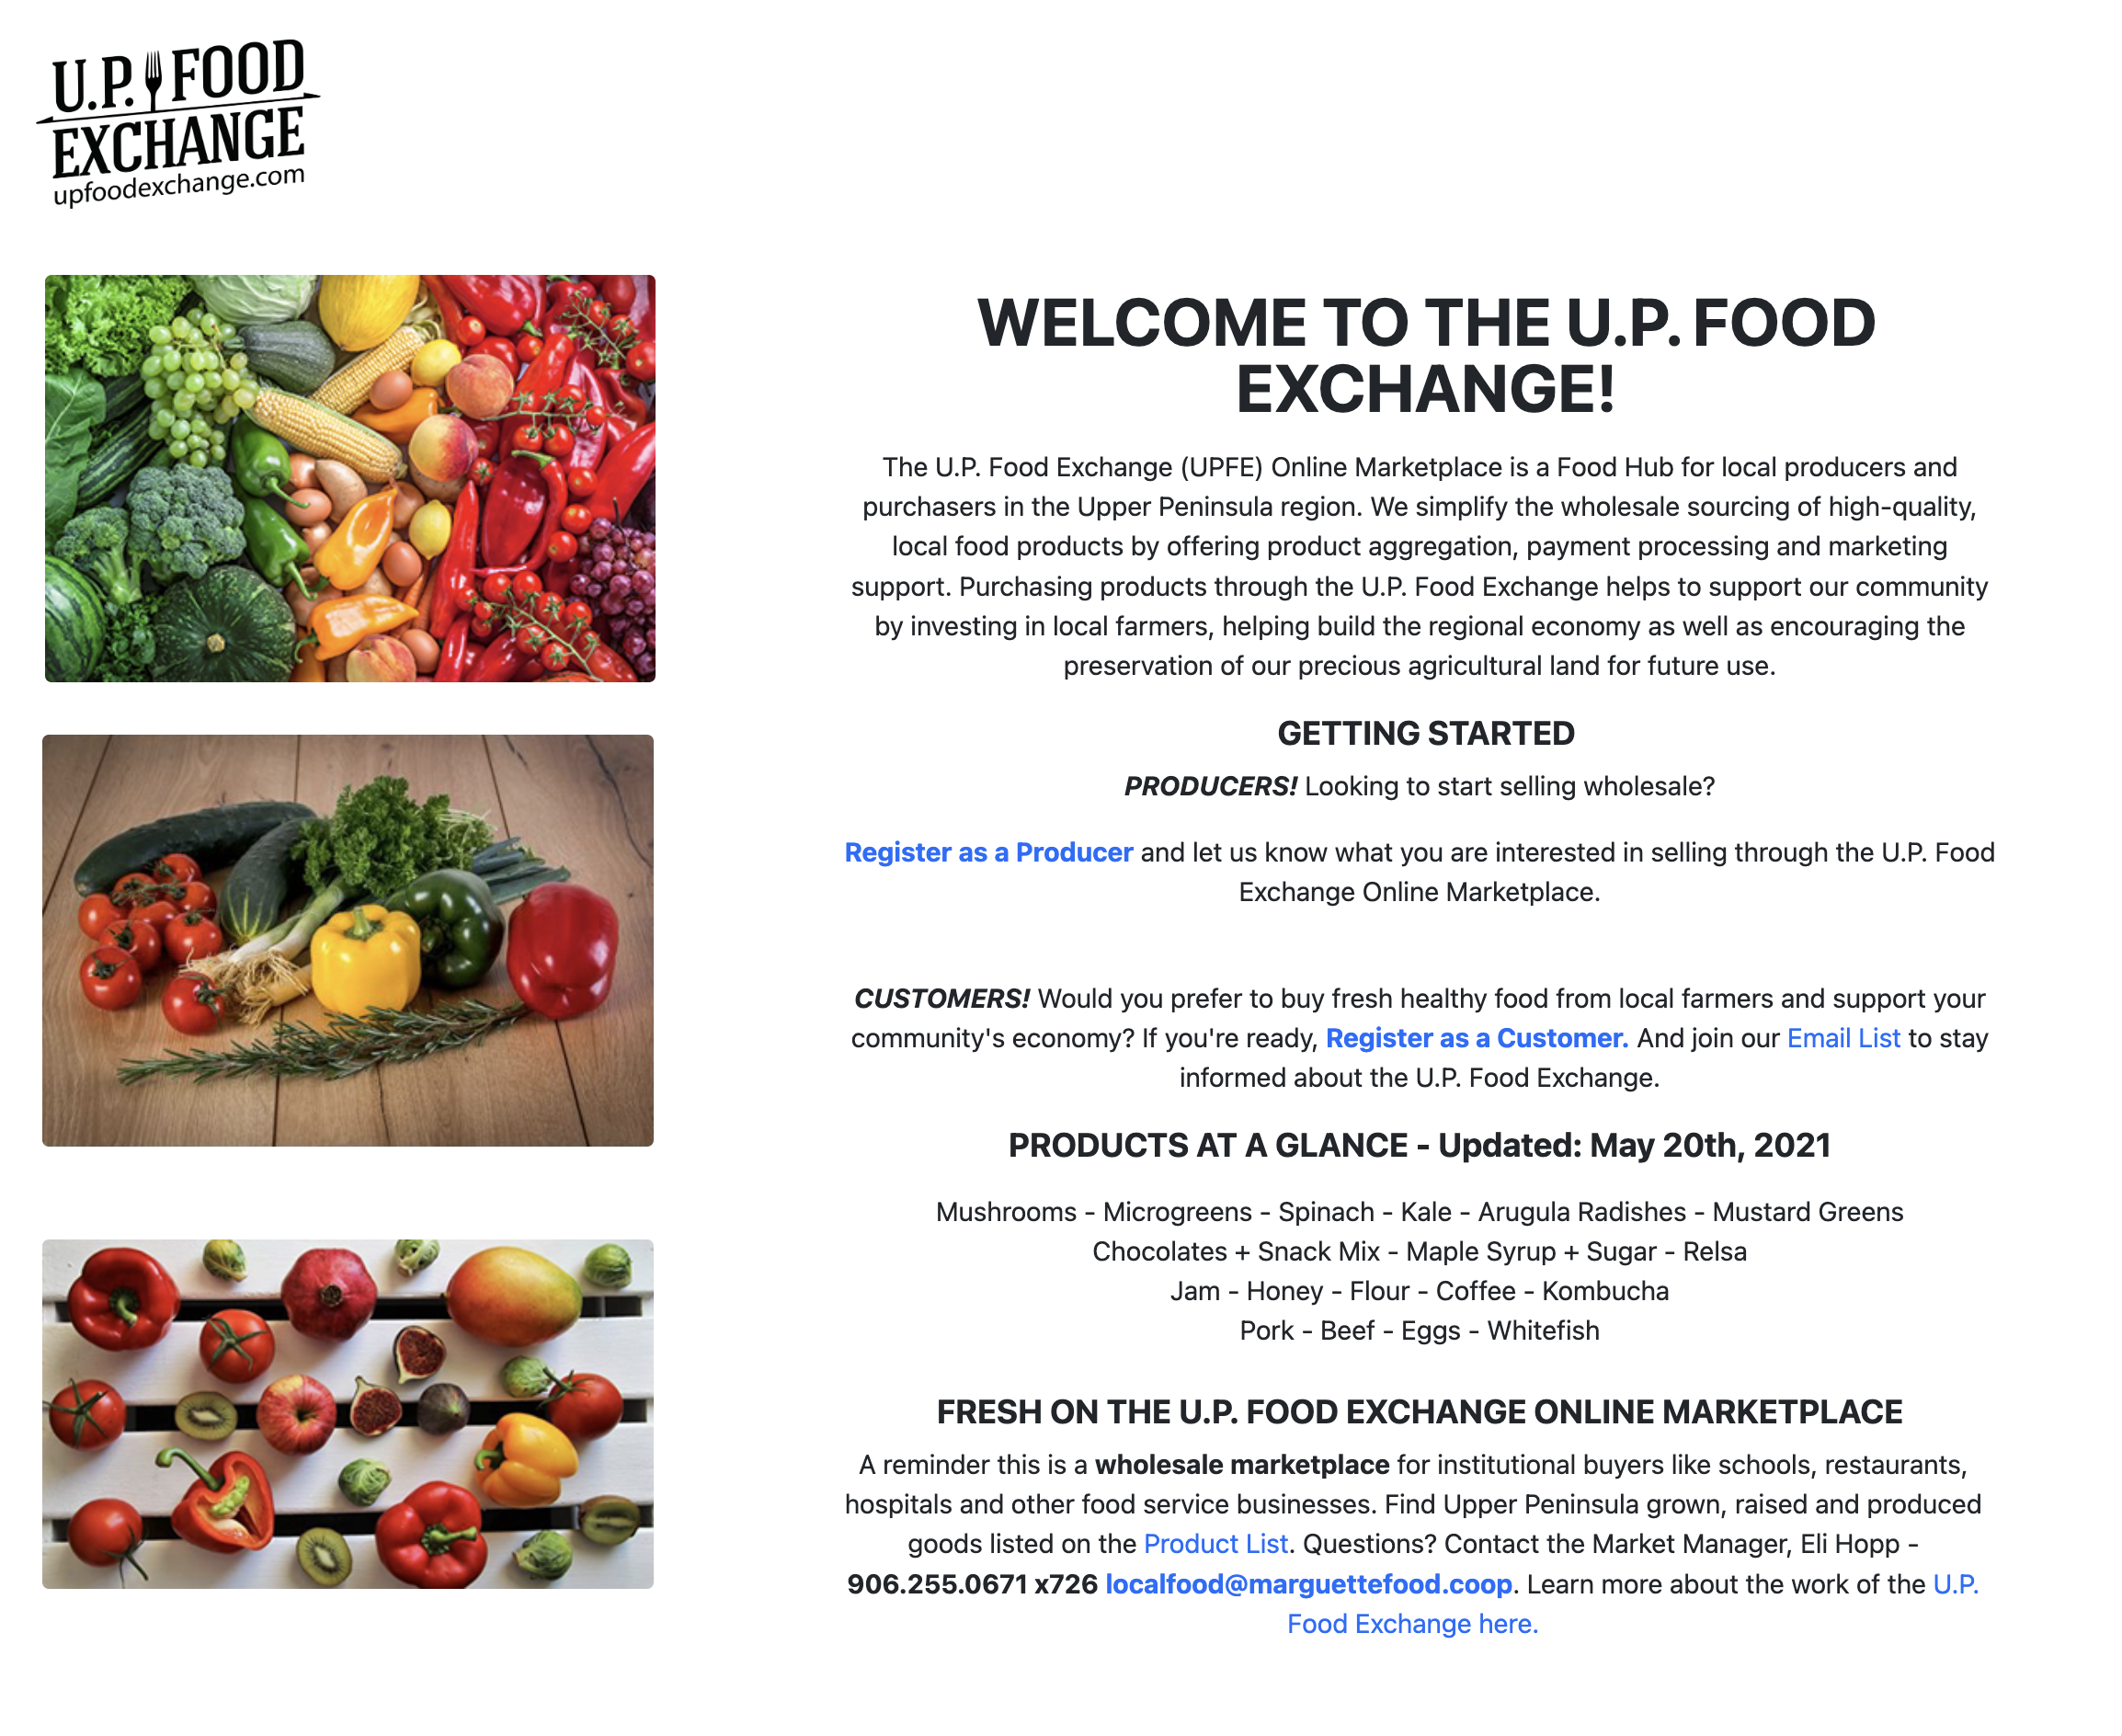 U.P. FOOD
EXCHANGE
upfoodexchange.com
WELCOME TO THE U.P. FOOD
EXCHANGE!
The U.P. Food Exchange (UPFE) Online Marketplace is a Food Hub for local producers and
purchasers in the Upper Peninsula region. We simplify the wholesale sourcing of high-quality,
local food products by offering product aggregation, payment processing and marketing
support. Purchasing products through the U.P. Food Exchange helps to support our community
by investing in local farmers, helping build the regional economy as well as encouraging the
preservation of our precious agricultural land for future use.
GETTING STARTED
PRODUCERS! Looking to start selling wholesale?
Register as a Producer and let us know what you are interested in selling through the U.P. Food
Exchange Online Marketplace.
CUSTOMERS! Would you prefer to buy fresh healthy food from local farmers and support your
community's economy? If you're ready, Register as a Customer. And join our Email List to stay
informed about the U.P. Food Exchange.
PRODUCTS AT A GLANCE - Updated: May 20th, 2021
Mushrooms - Microgreens - Spinach - Kale - Arugula Radishes - Mustard Greens
Chocolates + Snack Mix - Maple Syrup + Sugar - Relsa
Jam - Honey - Flour - Coffee - Kombucha
Pork - Beef - Eggs - Whitefish
FRESH ON THE U.P. FOOD EXCHANGE ONLINE MARKETPLACE
A reminder this is a wholesale marketplace for institutional buyers like schools, restaurants,
hospitals and other food service businesses. Find Upper Peninsula grown, raised and produced
goods listed on the Product List. Questions? Contact the Market Manager, Eli Hopp -
906.255.0671 x726 localfood@marguettefood.coop. Learn more about the work of the U.P.
Food Exchange here.